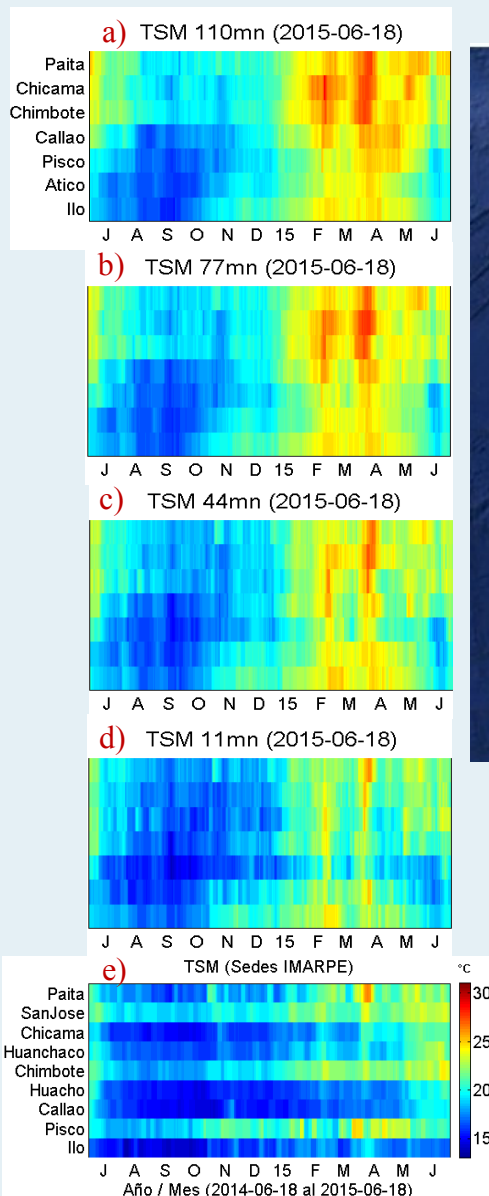 a) TSM 110mn (2015-06-18)
Paita
Chicama
Chimbote
Callao
Pisco
Atico
Ilo
J A S O N D 15 F M A M J
b) TSM 77mn (2015-06-18)
J A S O N D 15 F M A M J
c) TSM 44mn (2015-06-18)
J A S O N D 15 F M A M J
d) TSM 11mn (2015-06-18)
J A S O N D 15 F M A M J
e) TSM (Sedes IMARPE)
°C
Paita
SanJose
Chicama
Huanchaco
Chimbote
Huacho
Callao
Pisco
Ilo
30
25
20
15
J A S O N D 15 F M A M J
Año / Mes (2014-06-18 al 2015-06-18)